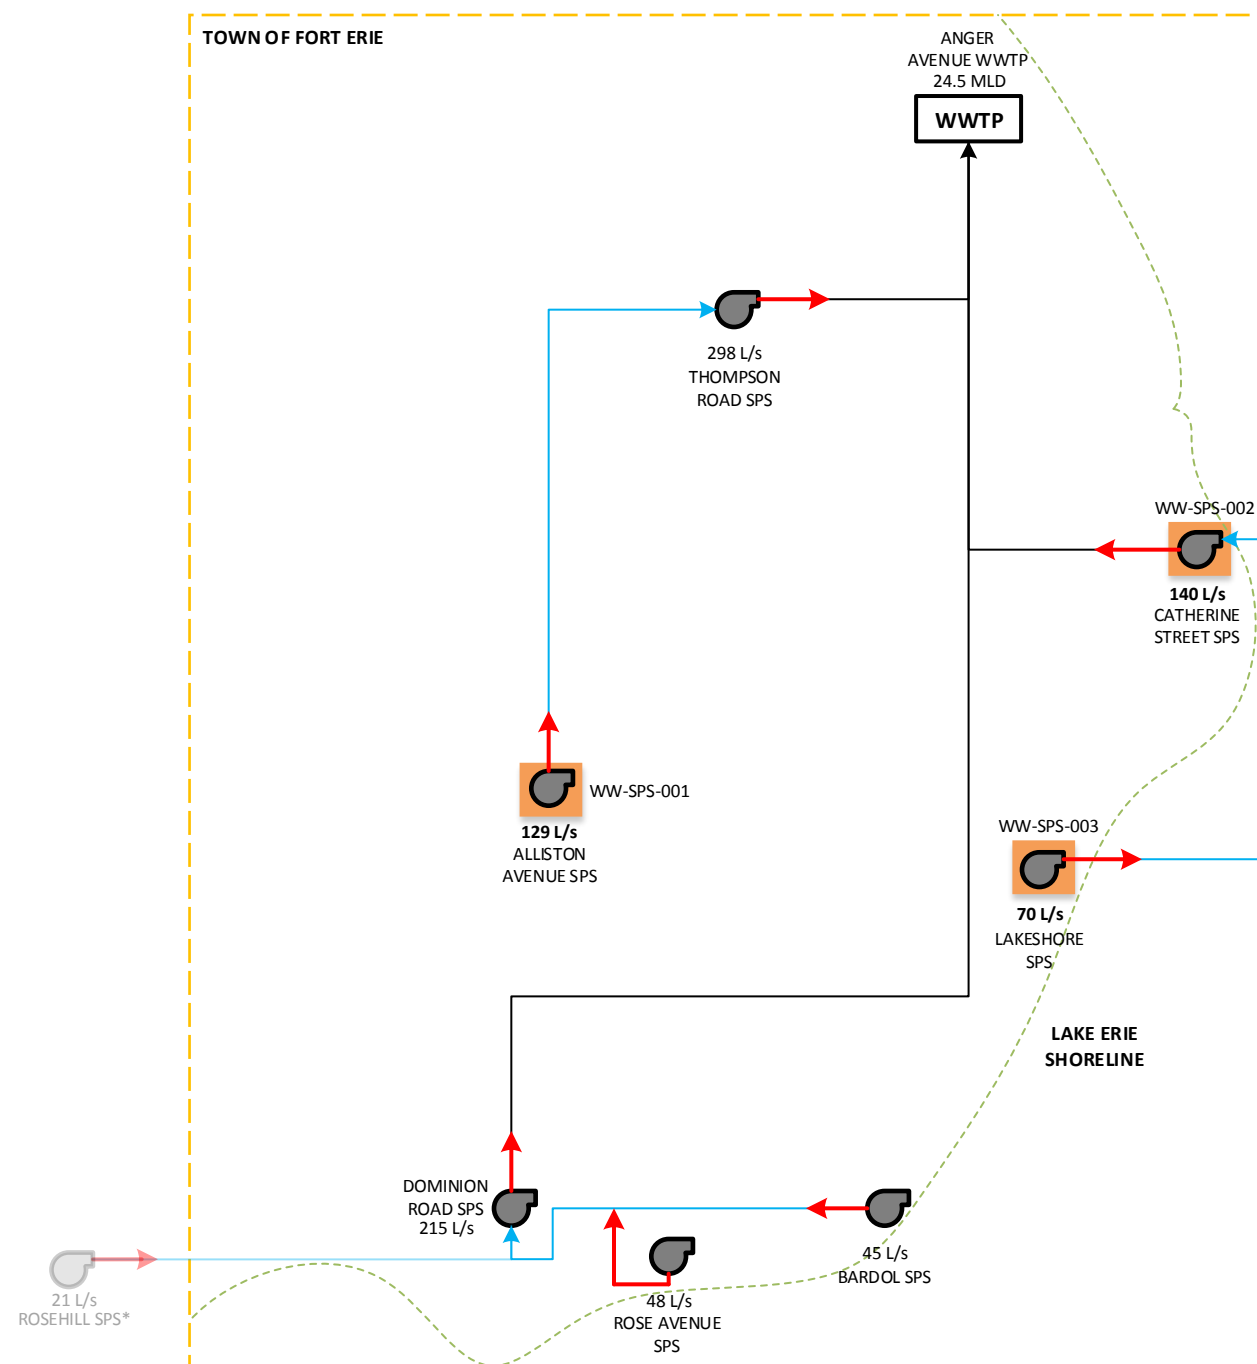 TOWN OF FORT ERIE
ANGER
AVENUE WWTP
24.5 MLD
WWTP
298 L/s
THOMPSON
ROAD SPS
WW-SPS-002
140 L/s
CATHERINE
STREET SPS
WW-SPS-001
129 L/s
ALLISTON
AVENUE SPS
WW-SPS-003
70 L/s
LAKESHORE
SPS
LAKE ERIE
SHORELINE
DOMINION
ROAD SPS
215 L/s
45 L/s
BARDOL SPS
21 L/s
ROSEHILL SPS*
48 L/s
ROSE AVENUE
SPS